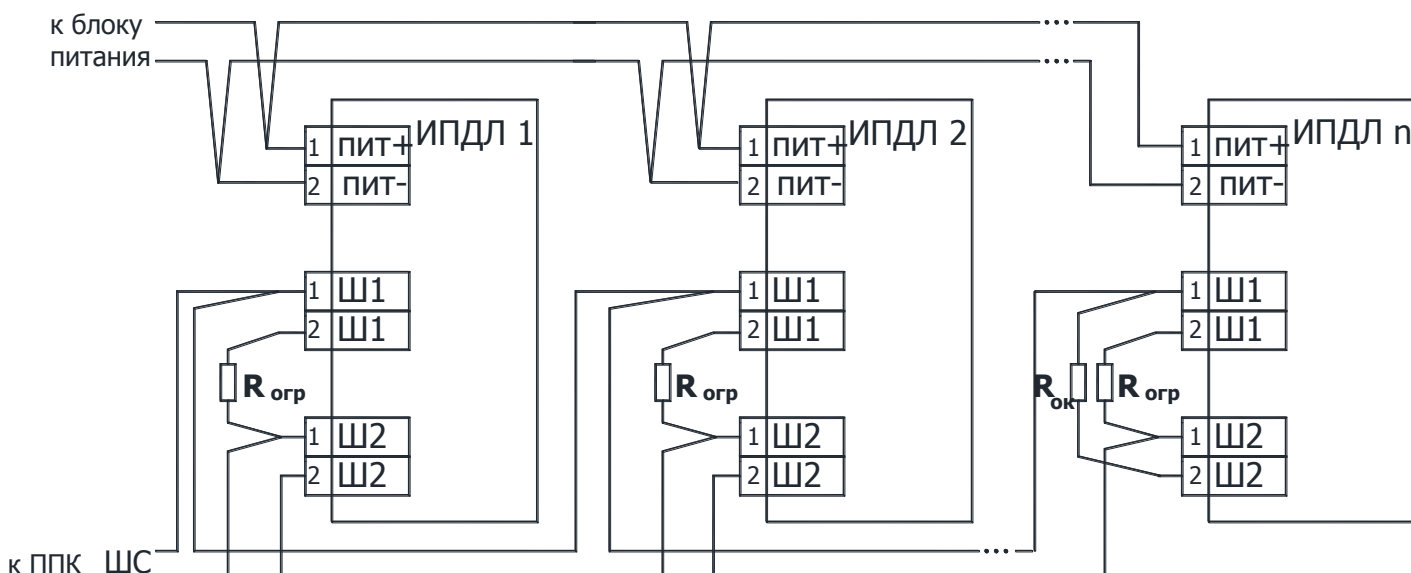 к блоку
питания
ИПДЛ 1
1 пит+
2 пит-
1 Ш1
2 Ш1
R огр
1 Ш2
2 Ш2
ИПДЛ 2
1 пит+
2 пит-
1 Ш1
2 Ш1
R огр
1 Ш2
2 Ш2
ИПДЛ n
1 пит+
2 пит-
1 Ш1
2 Ш1
R ок
R огр
1 Ш2
2 Ш2
к ППК ШС